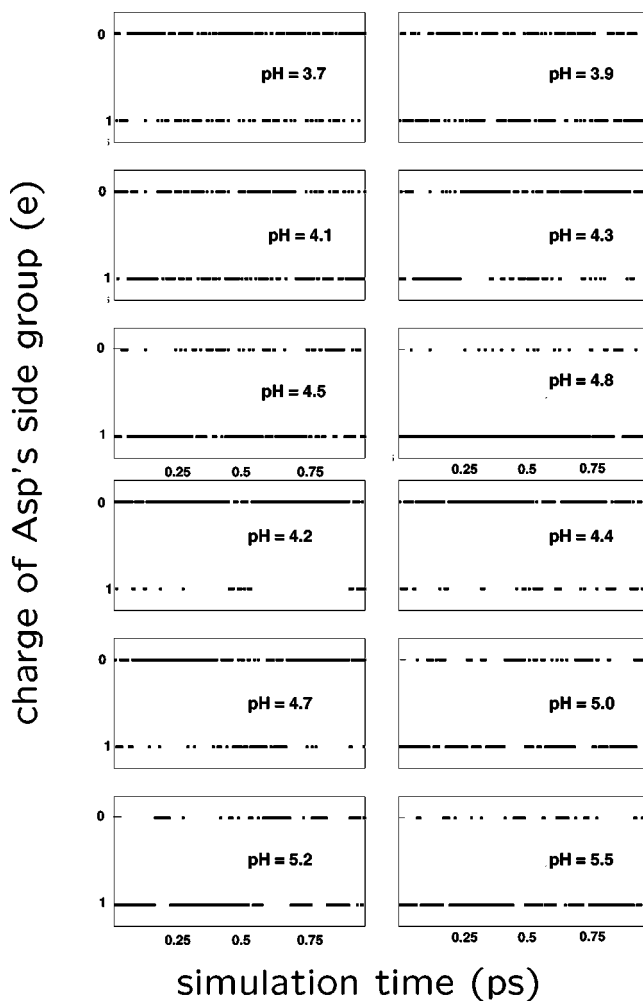 charge of Asp's side group (e)
0
1
pH = 3.7
pH = 3.9
0
1
pH = 4.1
pH = 4.3
0
1
pH = 4.5
pH = 4.8
0.25 0.5 0.75
0.25 0.5 0.75
0
1
pH = 4.2
pH = 4.4
0
1
pH = 4.7
pH = 5.0
0
1
pH = 5.2
pH = 5.5
0.25 0.5 0.75
0.25 0.5 0.75
simulation time (ps)